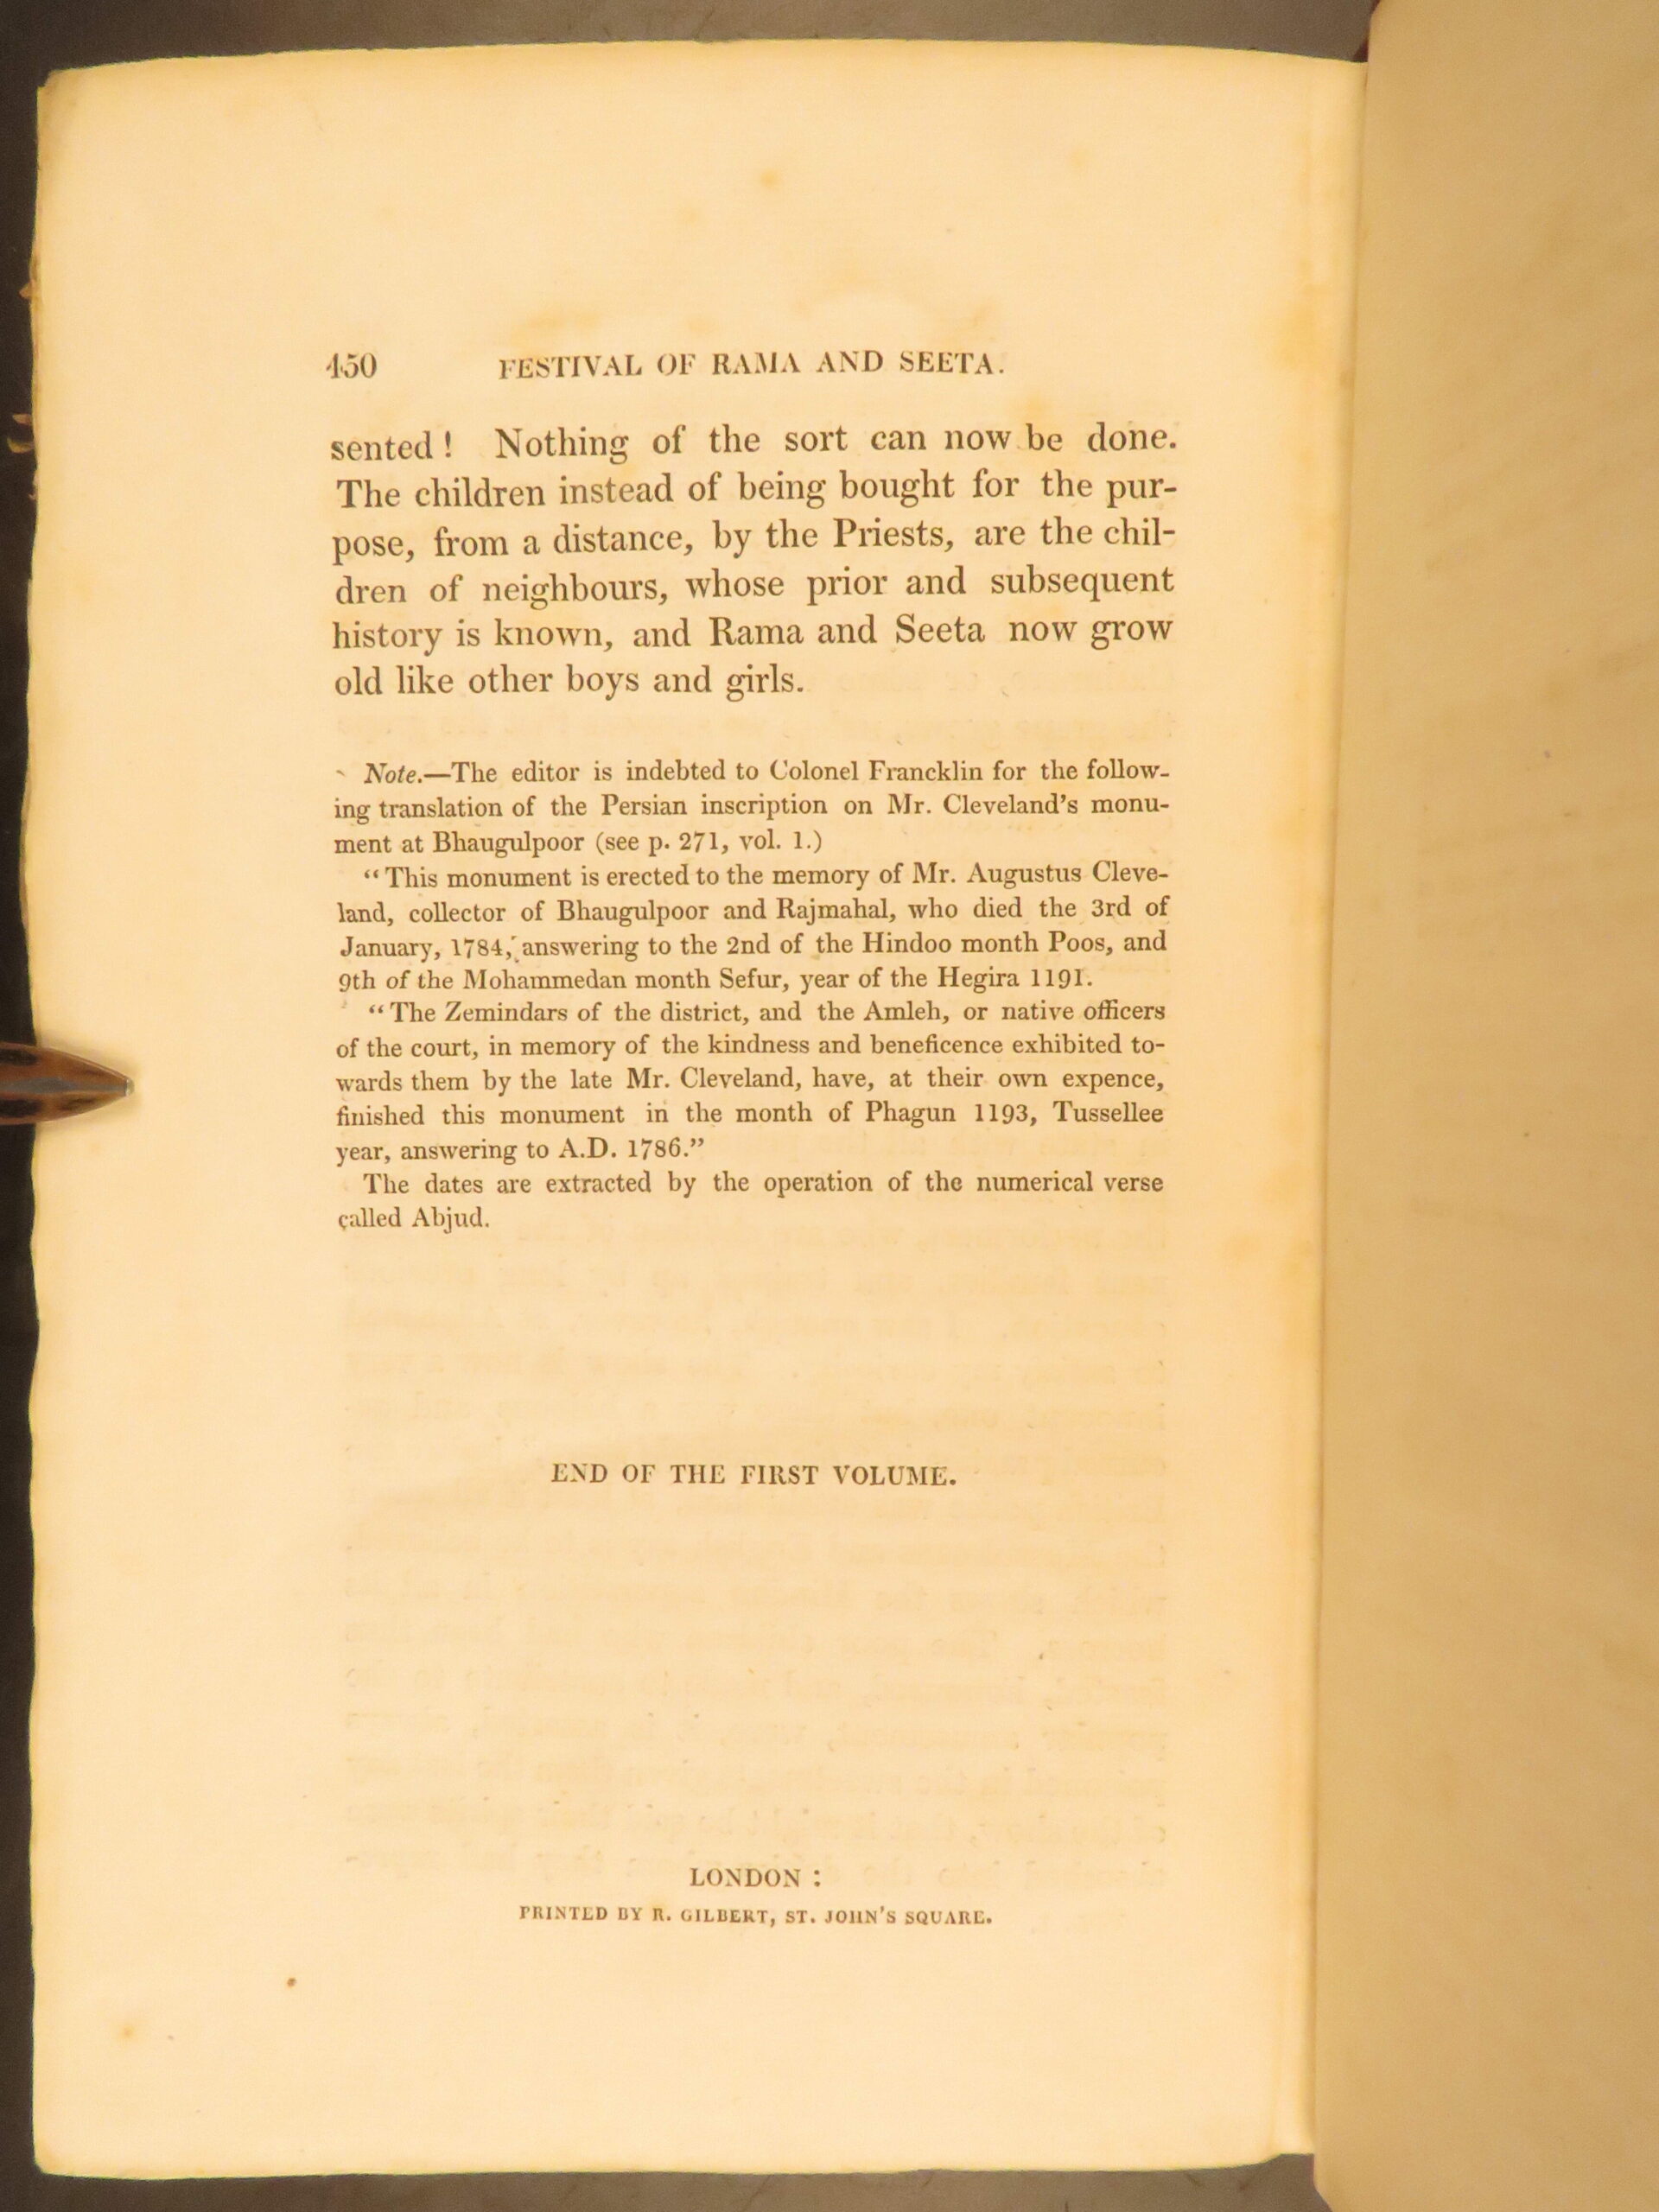 450 FESTIVAL OF RAMA AND SEETA.
sented! Nothing of the sort can now be done.
The children instead of being bought for the pur-
pose, from a distance, by the Priests, are the chil-
dren of neighbours, whose prior and subsequent
history is known, and Rama and Seeta now grow
old like other boys and girls.
Note.—The editor is indebted to Colonel Francklin for the follow-
ing translation of the Persian inscription on Mr. Cleveland's monu-
ment at Bhaugulpoor (see p. 271, vol. 1.)
"This monument is erected to the memory of Mr. Augustus Cleve-
land, collector of Bhaugulpoor and Rajmahal, who died the 3rd of
January, 1784, answering to the 2nd of the Hindoo month Poos, and
9th of the Mohammedan month Sefur, year of the Hegira 1191.
"The Zemindars of the district, and the Amleh, or native officers
of the court, in memory of the kindness and beneficence exhibited to-
wards them by the late Mr. Cleveland, have, at their own expence,
finished this monument in the month of Phagun 1193, Tussellee
year, answering to A.D. 1786."
The dates are extracted by the operation of the numerical verse
called Abjud.
END OF THE FIRST VOLUME.
LONDON:
PRINTED BY R. GILBERT, ST. JOHN'S SQUARE.